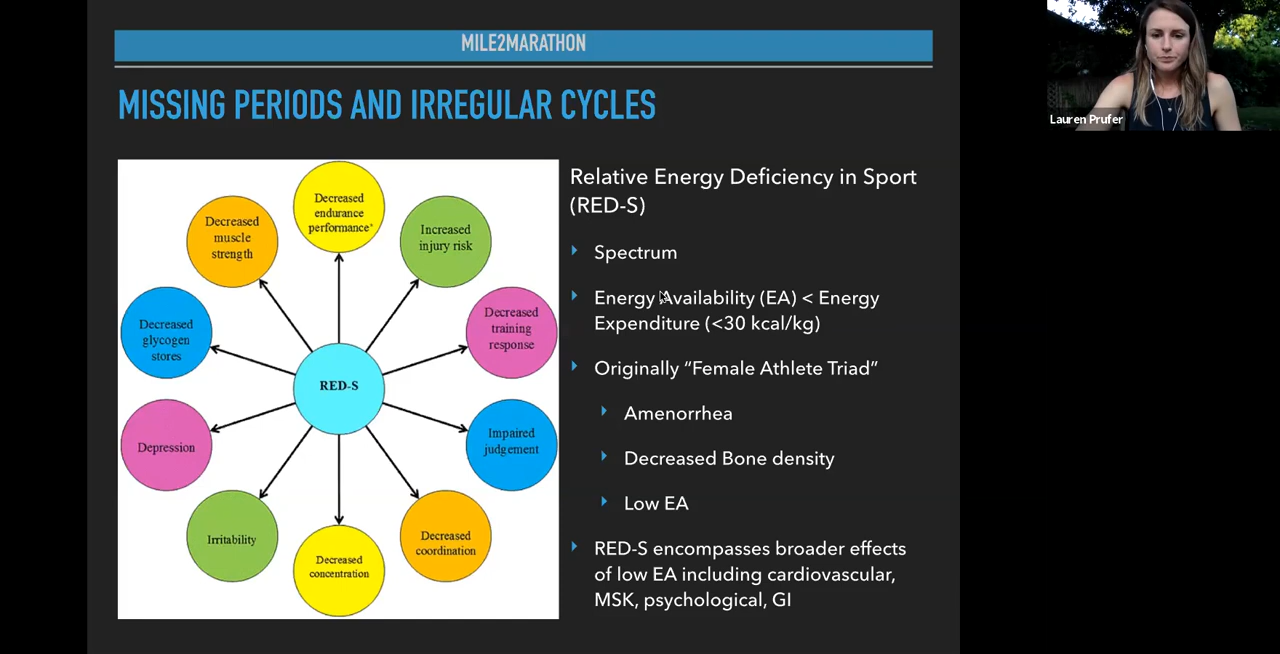 MILE2MARATHON
Lauren Prufer
MISSING PERIODS AND IRREGULAR CYCLES
Decreased
endurance
performance*
Increased
injury risk
Decreased
training
response
Impaired
judgement
Decreased
coordination
Decreased
concentration
Irritability
Depression
Decreased
glycogen
stores
Decreased
muscle
strength
RED-S
Relative Energy Deficiency in Sport
(RED-S)
Spectrum
Energy Availability (EA) < Energy
Expenditure (<30 kcal/kg)
Originally “Female Athlete Triad”
Amenorrhea
Decreased Bone density
Low EA
RED-S encompasses broader effects
of low EA including cardiovascular,
MSK, psychological, GI